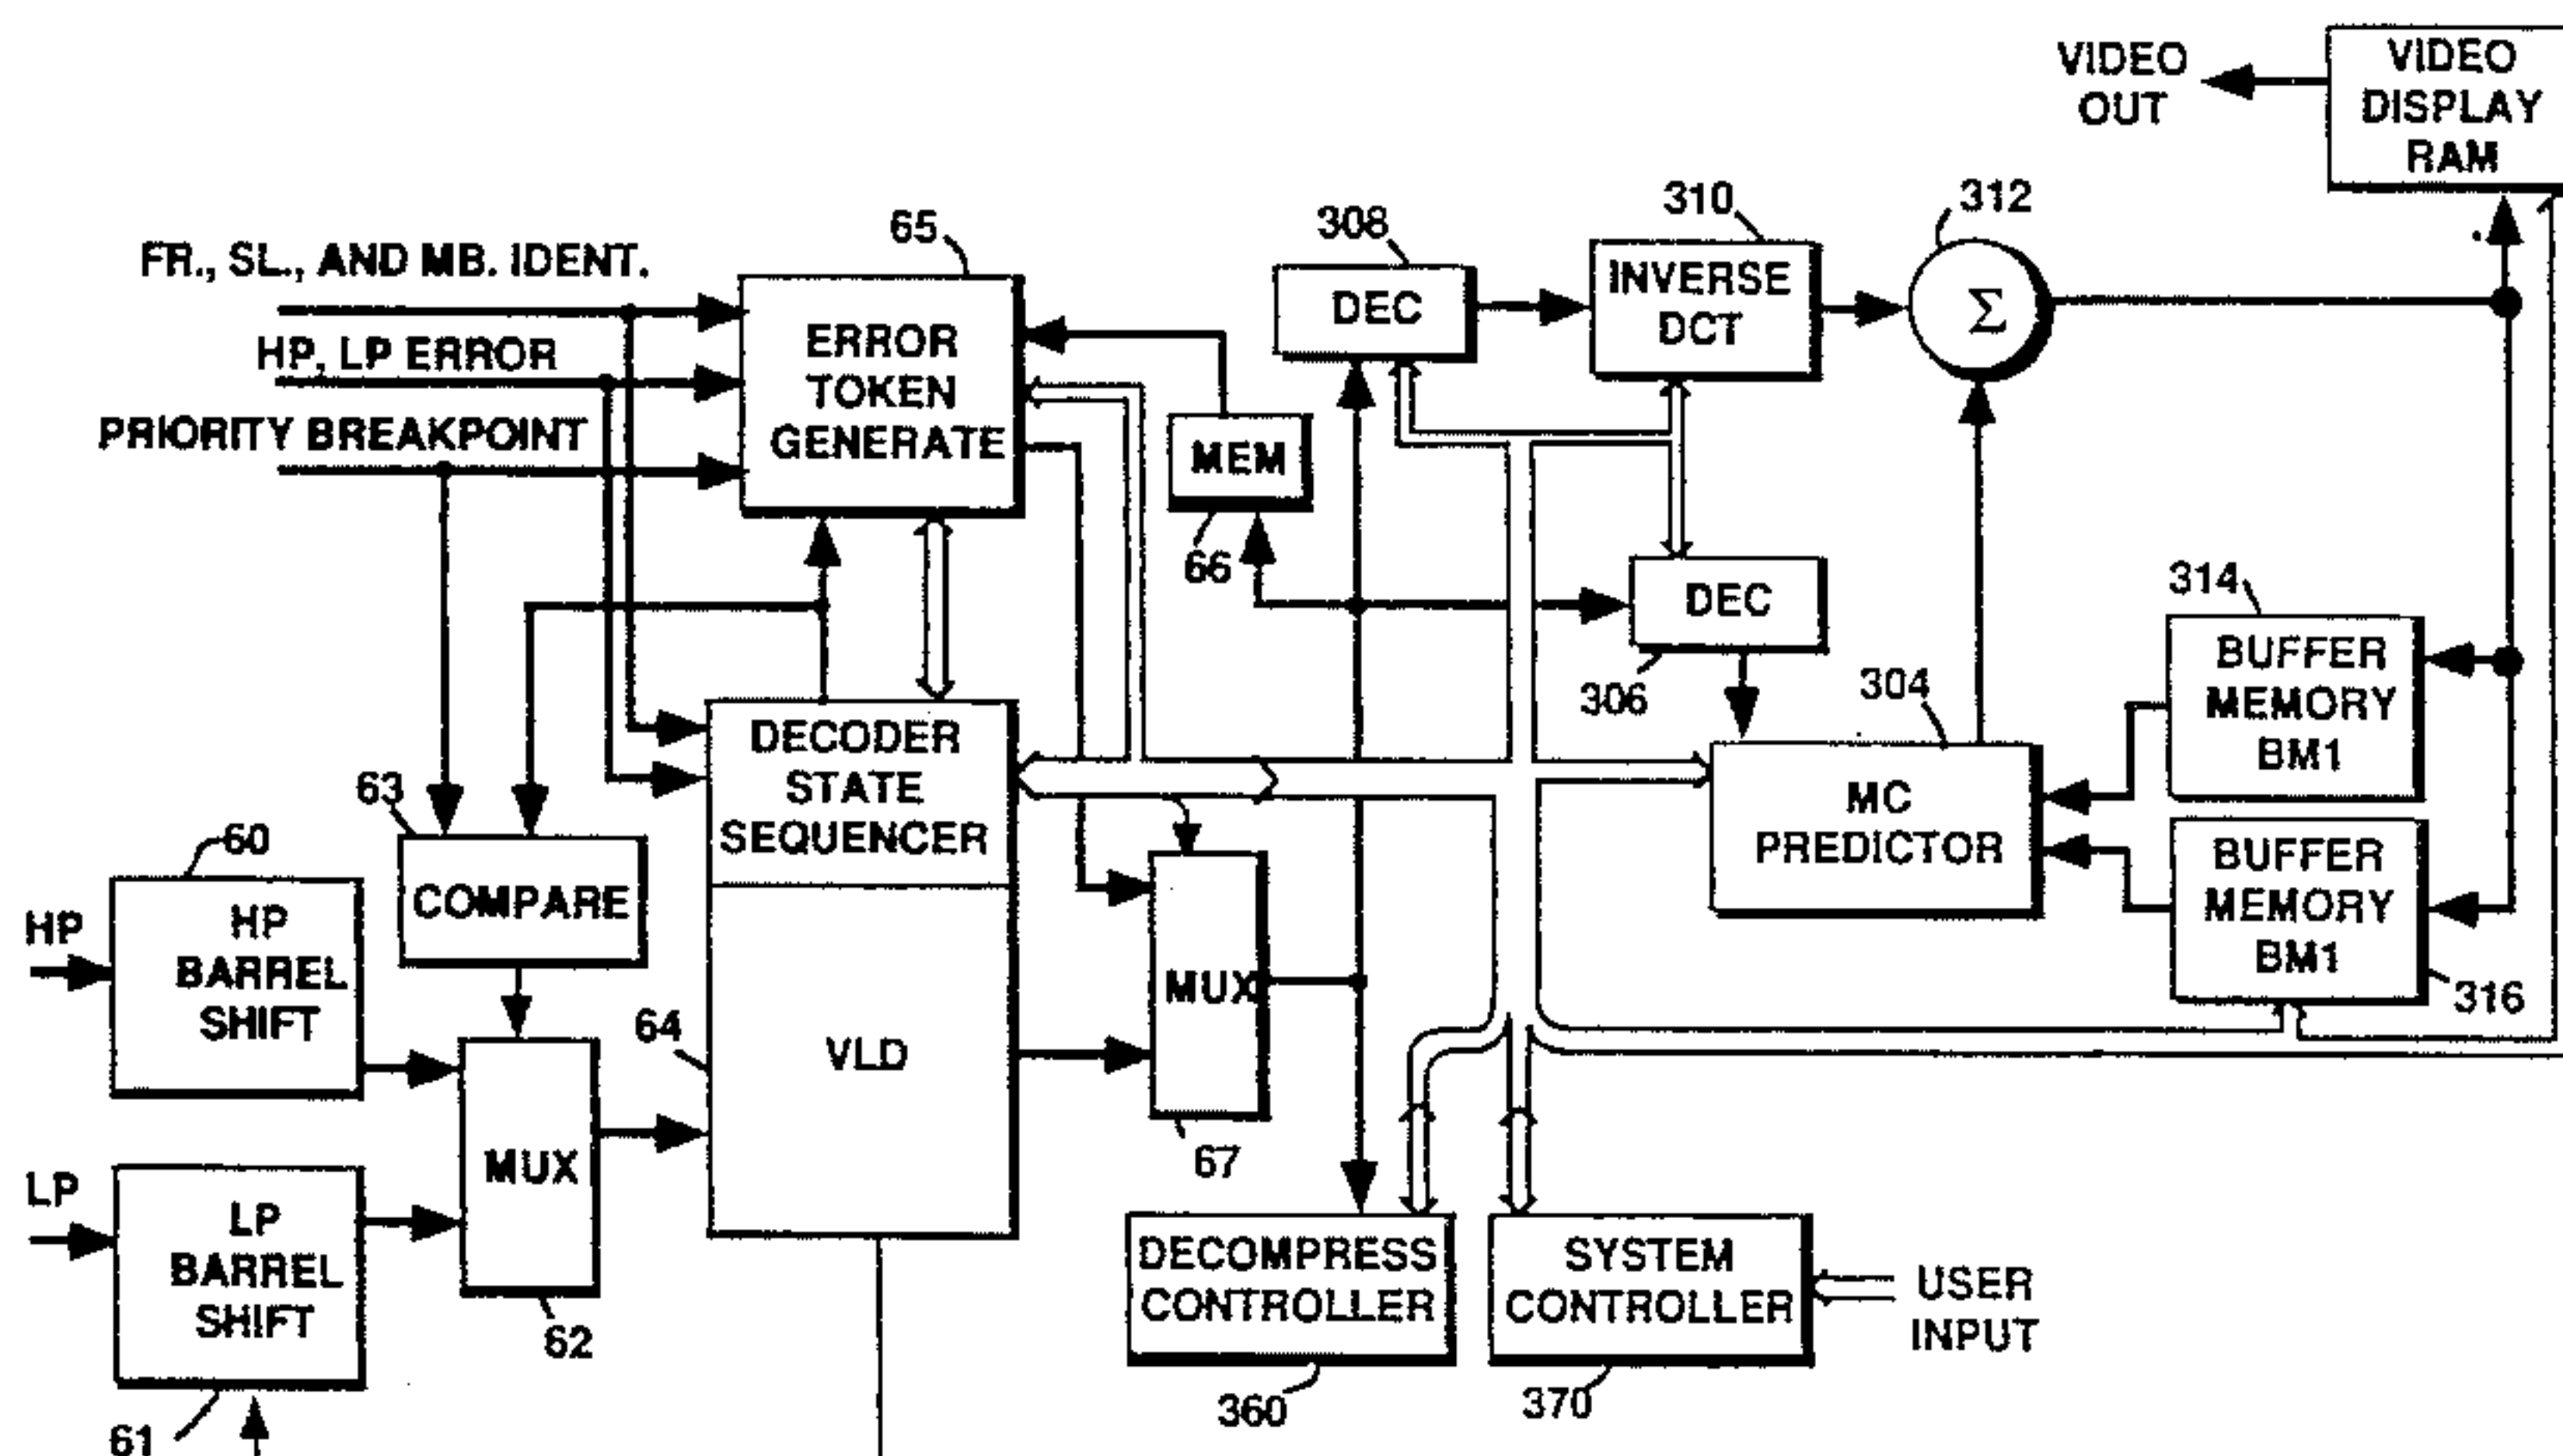 VIDEO
OUT
VIDEO
DISPLAY
RAM
65
308
310
312
FR., SL., AND MB. IDENT.
HP, LP ERROR
PRIORITY BREAKPOINT
ERROR
TOKEN
GENERATE
DEC
INVERSE
DCT
Σ
MEM
66
DEC
306
304
314
BUFFER
MEMORY
BM1
DECODER
STATE
SEQUENCER
MC
PREDICTOR
63
COMPARE
60
HP
HP
BARREL
SHIFT
BUFFER
MEMORY
BM1
316
64
VLD
MUX
67
MUX
62
LP
LP
BARREL
SHIFT
61
DECOMPRESS
CONTROLLER
360
SYSTEM
CONTROLLER
370
USER
INPUT